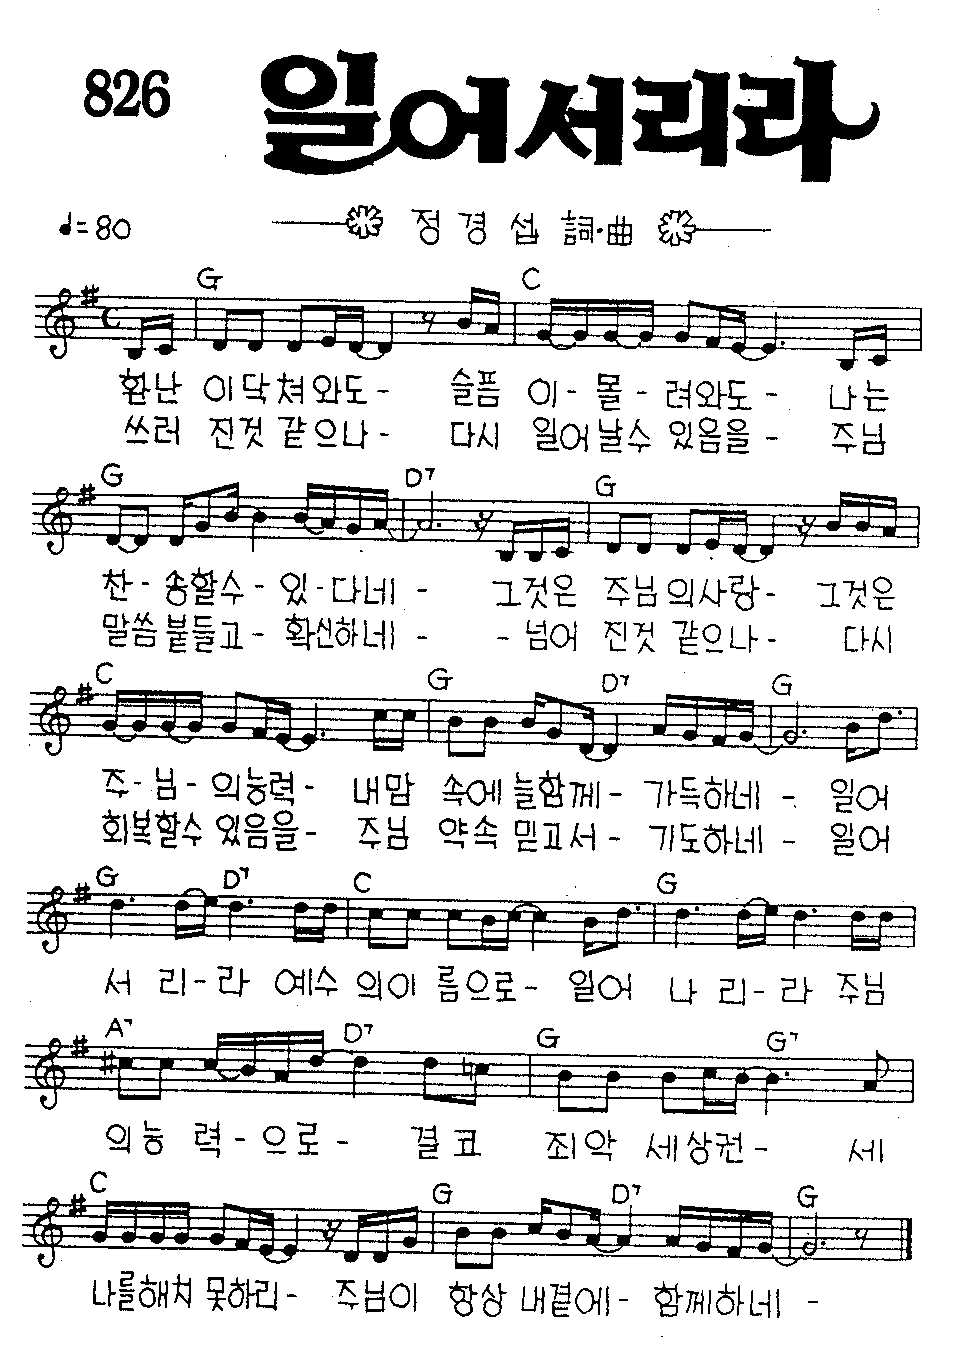 826 일어서리라
♩=80 정경섭 詞·曲
G C
환난 이닥쳐와도- 슬픔 이-몰-려와도- 나는
쓰러 진것 같으나- 다시 일어날수 있음을- 주님
G D7 G
찬-송할수-있-다네- 그것은 주님의사랑- 그것은
말씀 붙들고-확신하네- -넘어 진것 같으나- 다시
C G D7 G
주-님-의능력- 내맘 속에늘함께- 가득하네- 일어
회복할수 있음을- 주님 약속 믿고서- 기도하네- 일어
G D7 C G
서 리-라 예수 의이 름으로- 일어 나 리-라 주님
A7 D7 G G7
의능 력-으로- 결코 죄악 세상권- 세
C G D7 G
나를해치 못하리- 주님이 항상 내곁에- 함께하네-